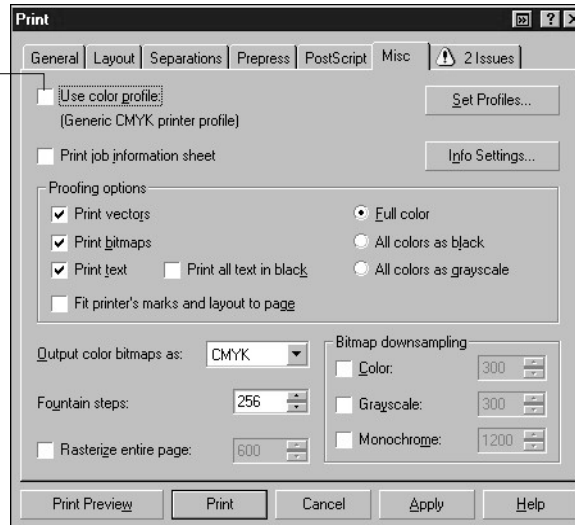 Print
General Layout Separations Prepress PostScript Misc 2 Issues
Use color profile:
(Generic CMYK printer profile)
Set Profiles...
Print job information sheet
Info Settings...
Proofing options
Print vectors
Full color
Print bitmaps
All colors as black
Print text Print all text in black
All colors as grayscale
Fit printer's marks and layout to page
Output color bitmaps as: CMYK
Bitmap downsampling
Color: 300
Fountain steps: 256
Grayscale: 300
Rasterize entire page: 600
Monochrome: 1200
Print Preview Print Cancel Apply Help